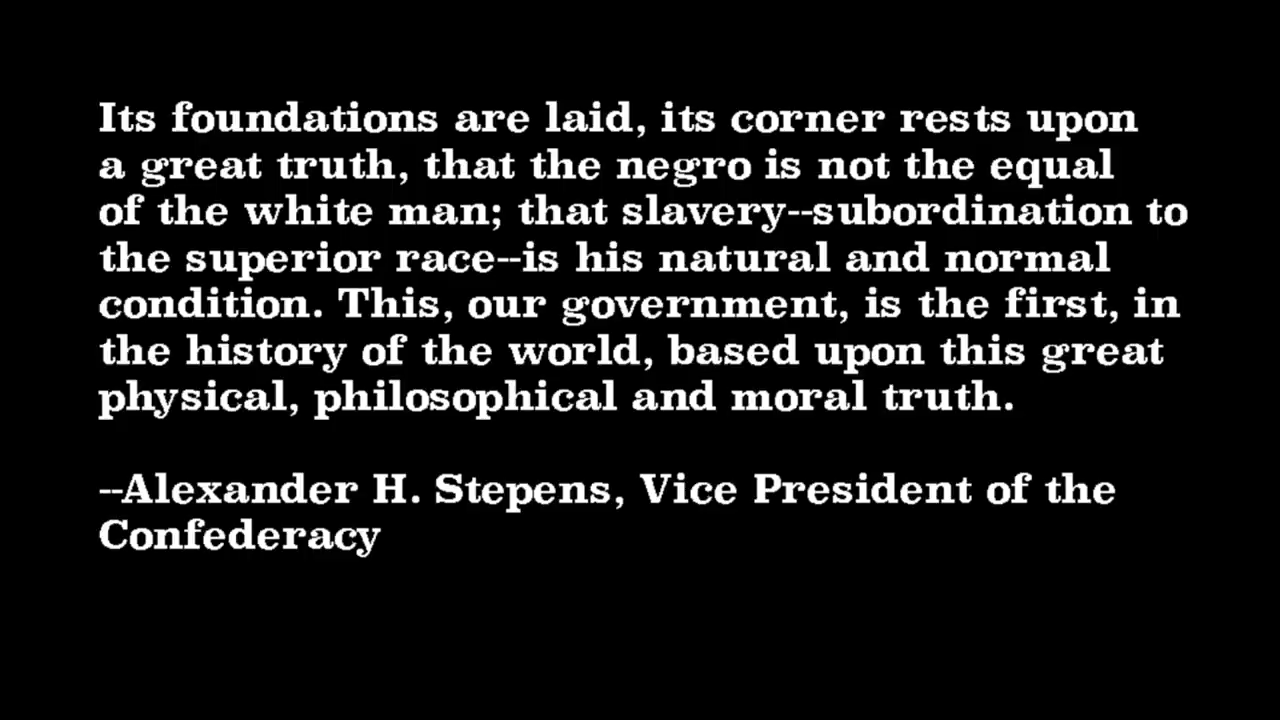 Its foundations are laid, its corner rests upon
a great truth, that the negro is not the equal
of the white man; that slavery--subordination to
the superior race--is his natural and normal
condition. This, our government, is the first, in
the history of the world, based upon this great
physical, philosophical and moral truth.
--Alexander H. Stepens, Vice President of the
Confederacy